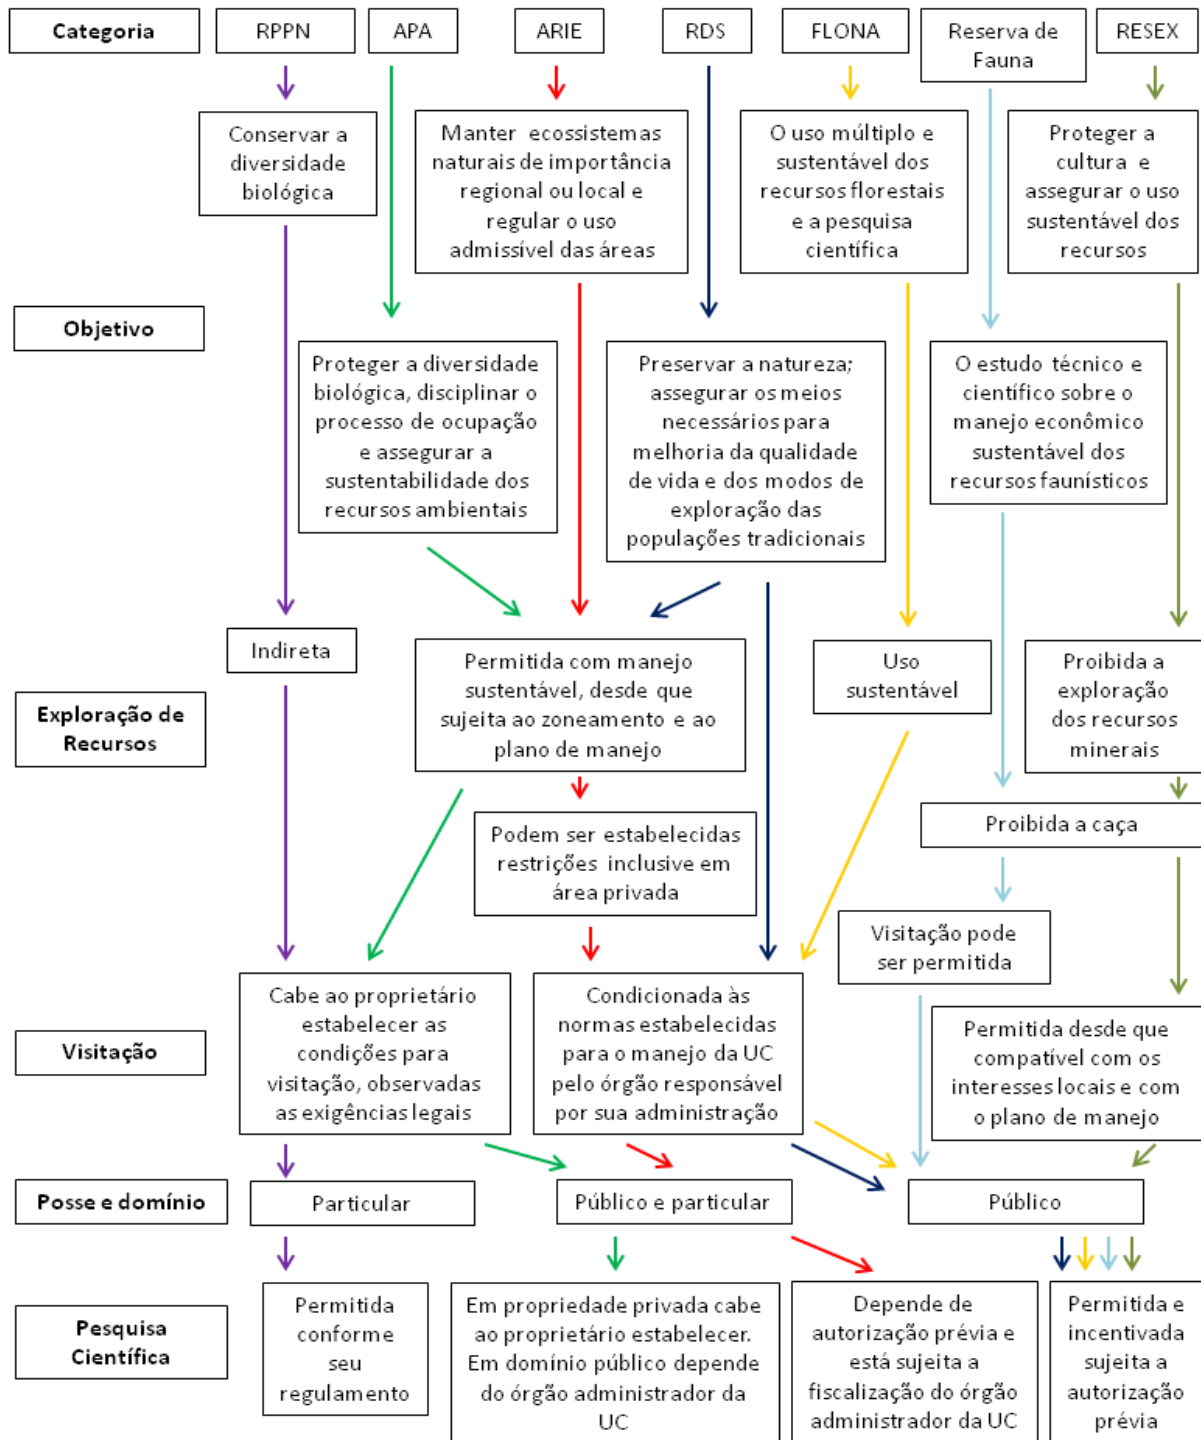 Categoria
RPPN
APA
ARIE
RDS
FLONA
Reserva de
Fauna
RESEX
Conservar a
diversidade
biológica
Manter ecossistemas
naturais de importância
regional ou local e
regular o uso
admissível das áreas
O uso múltiplo e
sustentável dos
recursos florestais
e a pesquisa
científica
Proteger a
cultura e
assegurar o uso
sustentável dos
recursos
Objetivo
Proteger a diversidade
biológica, disciplinar o
processo de ocupação
e assegurar a
sustentabilidade dos
recursos ambientais
Preservar a natureza;
assegurar os meios
necessários para
melhoria da qualidade
de vida e dos modos de
exploração das
populações tradicionais
O estudo técnico e
científico sobre o
manejo econômico
sustentável dos
recursos faunísticos
Exploração de
Recursos
Indireta
Permitida com manejo
sustentável, desde que
sujeita ao zoneamento e ao
plano de manejo
Uso
sustentável
Proibida a
exploração
dos recursos
minerais
Podem ser estabelecidas
restrições inclusive em
área privada
Proibida a caça
Visitação pode
ser permitida
Visitação
Cabe ao proprietário
estabelecer as
condições para
visitação, observadas
as exigências legais
Condicionada às
normas estabelecidas
para o manejo da UC
pelo órgão responsável
por sua administração
Permitida desde que
compatível com os
interesses locais e com
o plano de manejo
Posse e domínio
Particular
Público e particular
Público
Pesquisa
Científica
Permitida
conforme
seu
regulamento
Em propriedade privada cabe
ao proprietário estabelecer.
Em domínio público depende
do órgão administrador da
UC
Depende de
autorização prévia e
está sujeita a
fiscalização do órgão
administrador da UC
Permitida e
incentivada
sujeita a
autorização
prévia